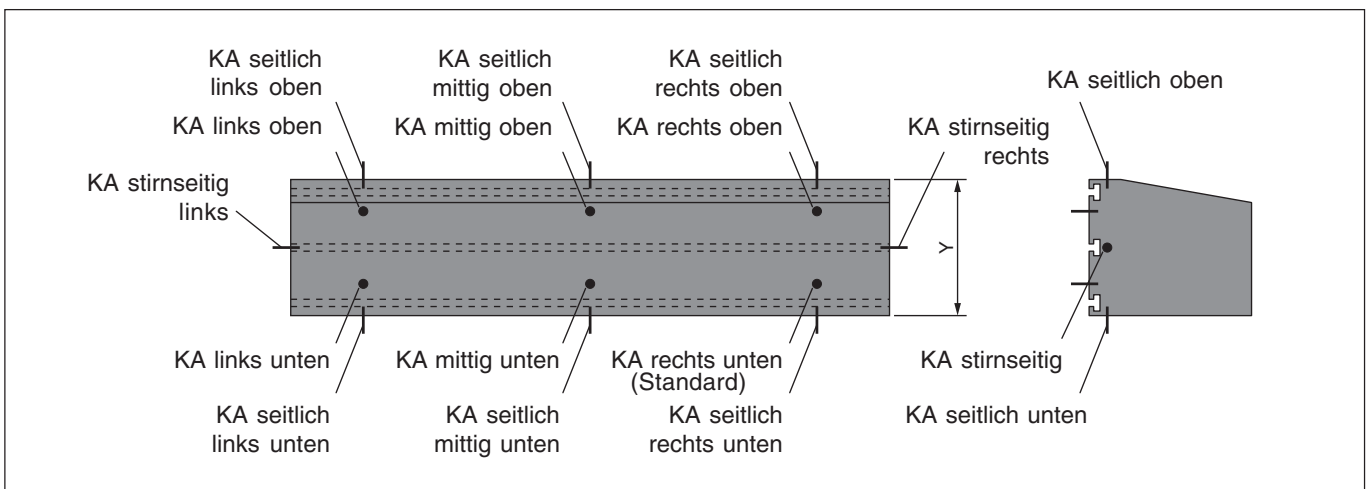 KA seitlich
links oben
KA seitlich
mittig oben
KA seitlich
rechts oben
KA links oben
KA mittig oben
KA rechts oben
KA stirnseitig
links
KA stirnseitig
rechts
Y
KA links unten
KA mittig unten
KA rechts unten
(Standard)
KA seitlich
links unten
KA seitlich
mittig unten
KA seitlich
rechts unten
KA seitlich oben
KA stirnseitig
KA seitlich unten